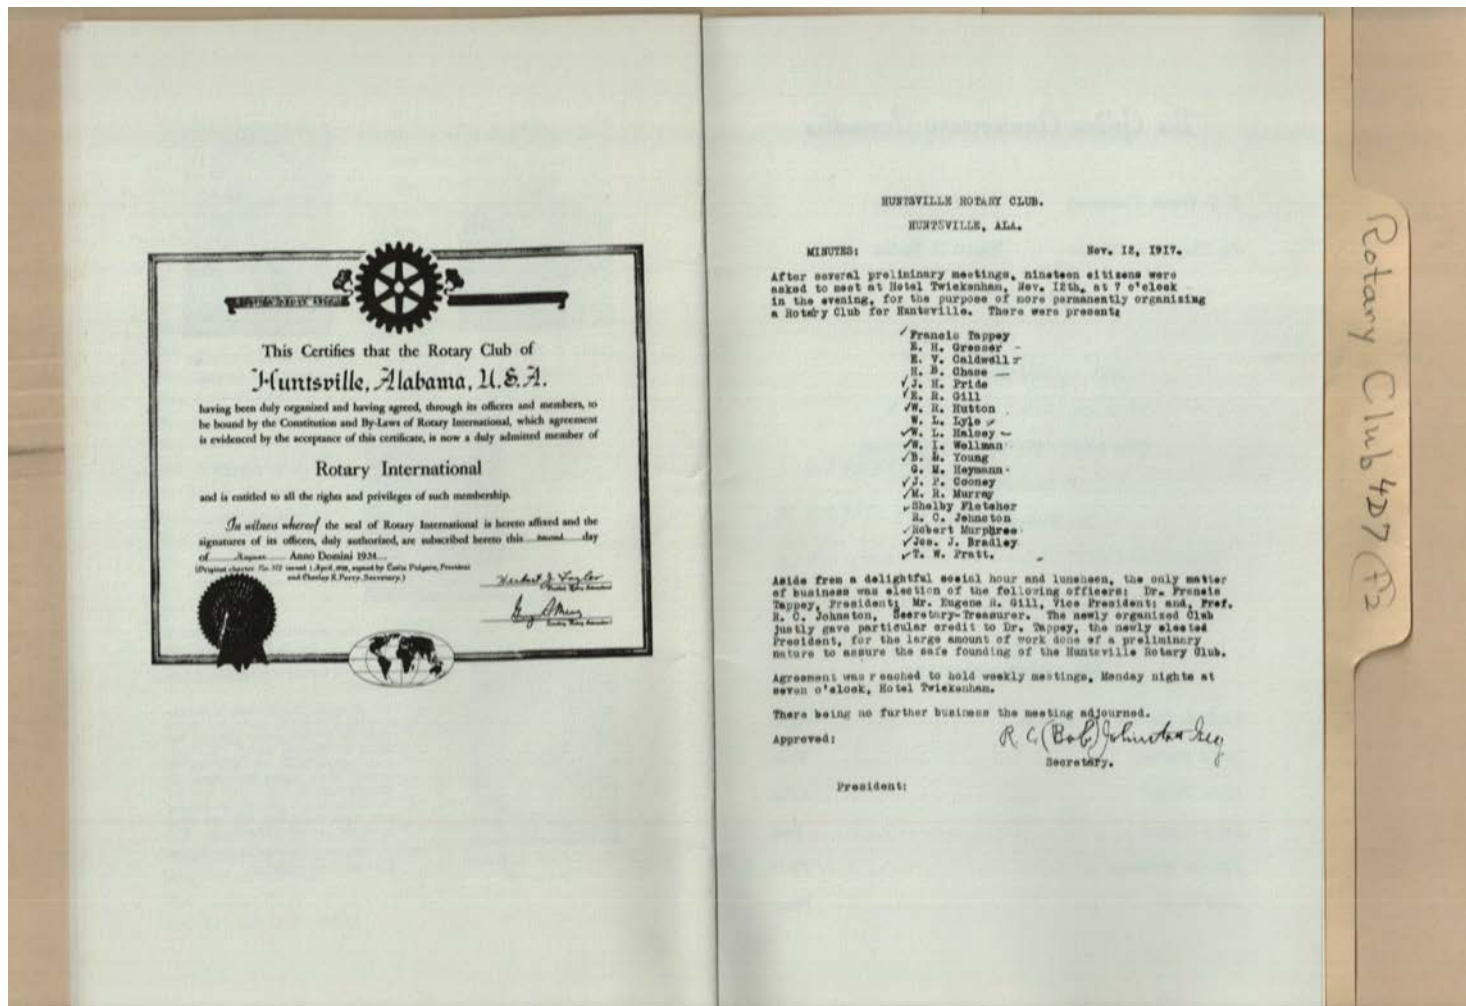 This Certifies that the Rotary Club of
Huntsville, Alabama, U.S.A.
having been duly organized and having agreed, through its officers and members, to
be bound by the Constitution and By-Laws of Rotary International, which agreement
is evidenced by the acceptance of this certificate, is now a duly admitted member of
Rotary International
and is entitled to all the rights and privileges of such membership.
In witness whereof the seal of Rotary International is hereto affixed and the
signatures of its officers, duly authorized, are subscribed hereto this second day
of August Anno Domini 1954
and Chesley R. Perry, Secretary.)
HUNTSVILLE ROTARY CLUB.
HUNTSVILLE, ALA.
MINUTES: Nov. 12, 1917.
After several preliminary meetings, nineteen citizens were
asked to meet at Hotel Twickenham, Nov. 12th, at 7 o'clock
in the evening, for the purpose of more permanently organizing
a Rotary Club for Huntsville. There were present:
Francis Tappey
E. H. Gresser
E. V. Caldwell
H. B. Chase
J. H. Pride
E. R. Gill
W. R. Hutton
W. L. Lyle
W. L. Halsey
W. I. Wellman
B. L. Young
G. M. Heymann
J. P. Cooney
M. R. Murray
Shelby Fletcher
R. C. Johnston
Robert Murphree
Jos. J. Bradley
T. W. Pratt.
Aside from a delightful social hour and luncheon, the only matter
of business was election of the following officers: Dr. Francis
Tappey, President; Mr. Eugene R. Gill, Vice President; and, Prof.
R. C. Johnston, Secretary-Treasurer. The newly organized Club
justly gave particular credit to Dr. Tappey, the newly elected
President, for the large amount of work done of a preliminary
nature to assure the safe founding of the Huntsville Rotary Club.
Agreement was reached to hold weekly meetings, Monday nights at
seven o'clock, Hotel Twickenham.
There being no further business the meeting adjourned.
Approved: R. C. (Bob) Johnston
Secretary.
President:
Rotary Club 4D7 (P2